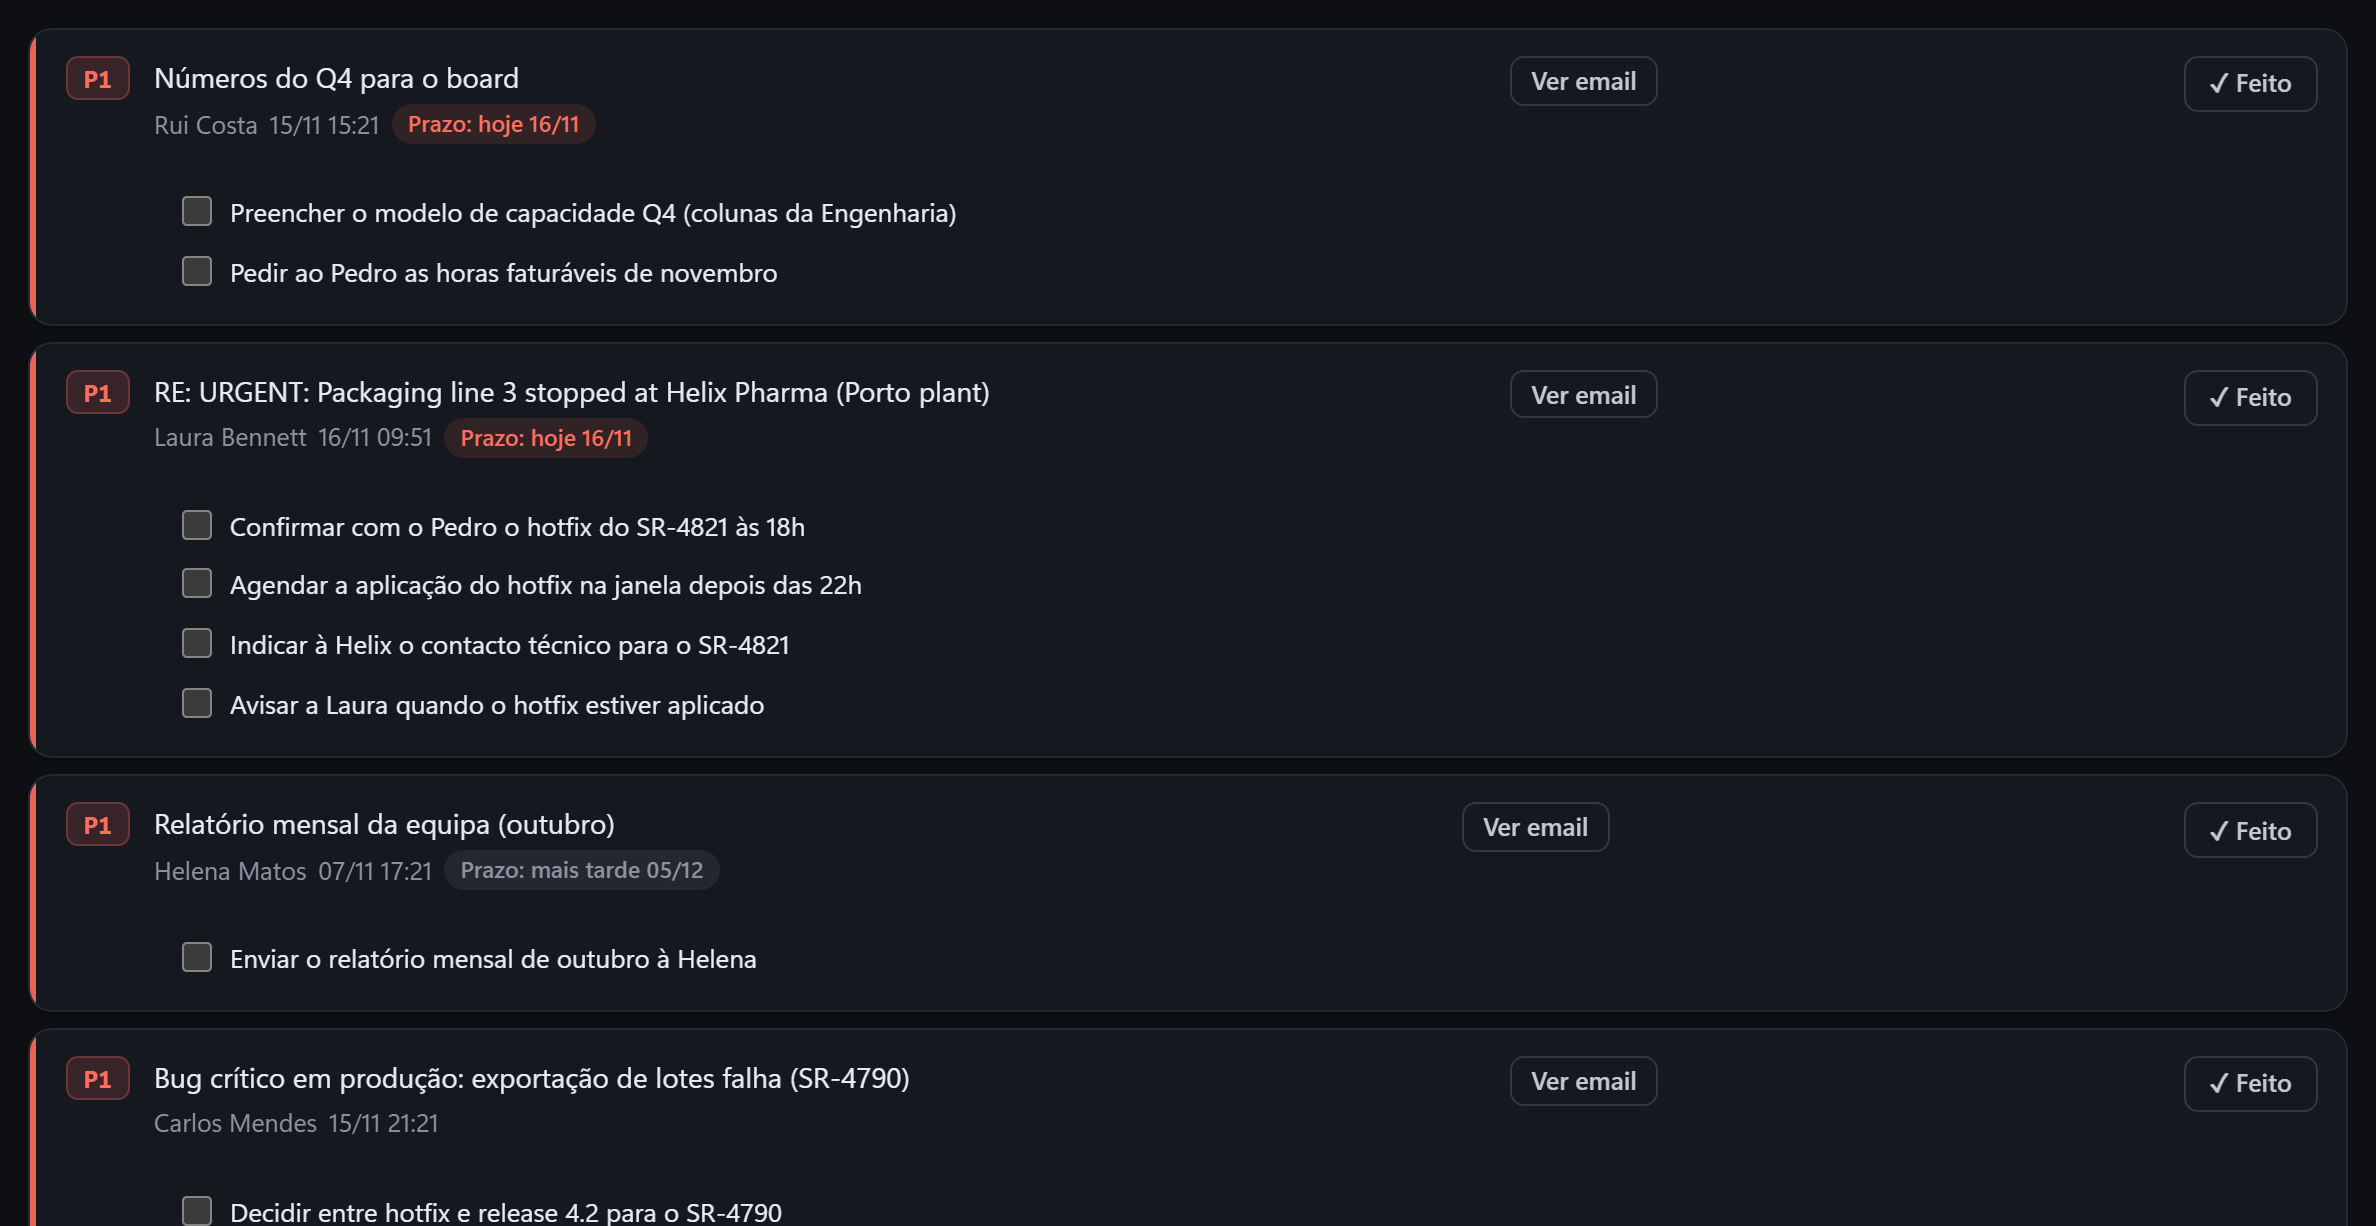 P1 Números do Q4 para o board Ver email ✓ Feito
Rui Costa 15/11 15:21 Prazo: hoje 16/11
Preencher o modelo de capacidade Q4 (colunas da Engenharia)
Pedir ao Pedro as horas faturáveis de novembro
P1 RE: URGENT: Packaging line 3 stopped at Helix Pharma (Porto plant) Ver email ✓ Feito
Laura Bennett 16/11 09:51 Prazo: hoje 16/11
Confirmar com o Pedro o hotfix do SR-4821 às 18h
Agendar a aplicação do hotfix na janela depois das 22h
Indicar à Helix o contacto técnico para o SR-4821
Avisar a Laura quando o hotfix estiver aplicado
P1 Relatório mensal da equipa (outubro) Ver email ✓ Feito
Helena Matos 07/11 17:21 Prazo: mais tarde 05/12
Enviar o relatório mensal de outubro à Helena
P1 Bug crítico em produção: exportação de lotes falha (SR-4790) Ver email ✓ Feito
Carlos Mendes 15/11 21:21
Decidir entre hotfix e release 4.2 para o SR-4790